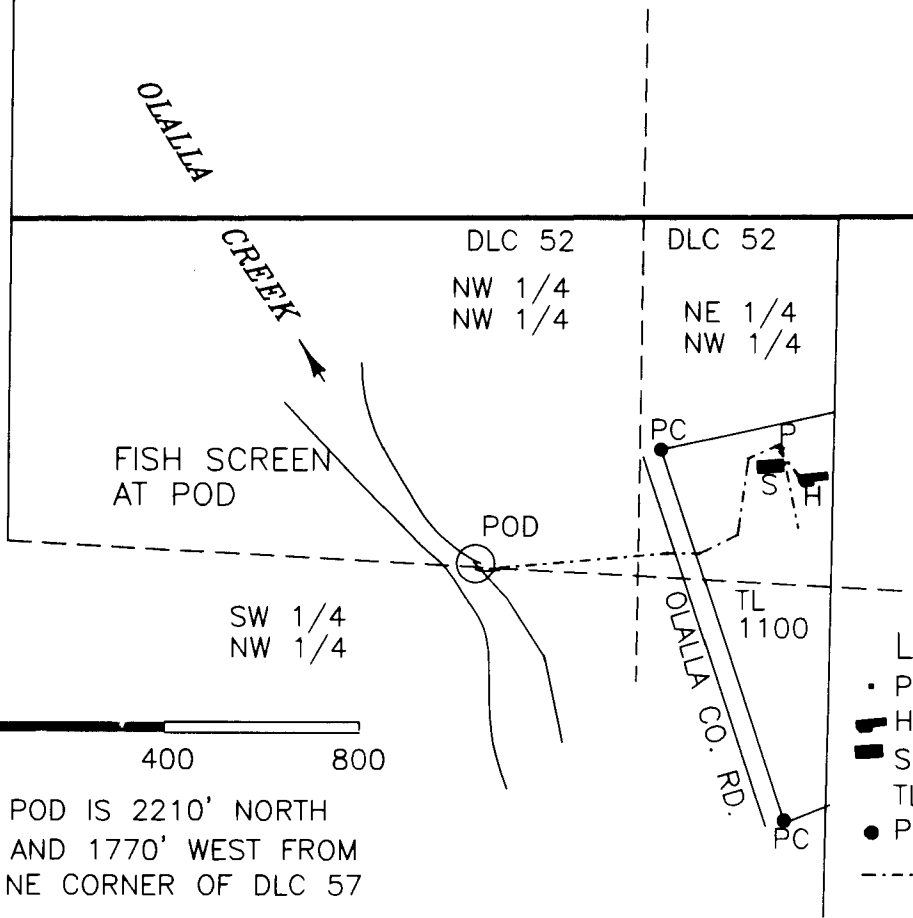 OLALLA
CREEK
DLC 52
NW 1/4
NW 1/4
DLC 52
NE 1/4
NW 1/4
FISH SCREEN
AT POD
POD
PC
P
S
H
SW 1/4
NW 1/4
TL
1100
OLALLA CO. RD.
PC
400
800
POD IS 2210' NORTH
AND 1770' WEST FROM
NE CORNER OF DLC 57
L
P
H
S
TL
P